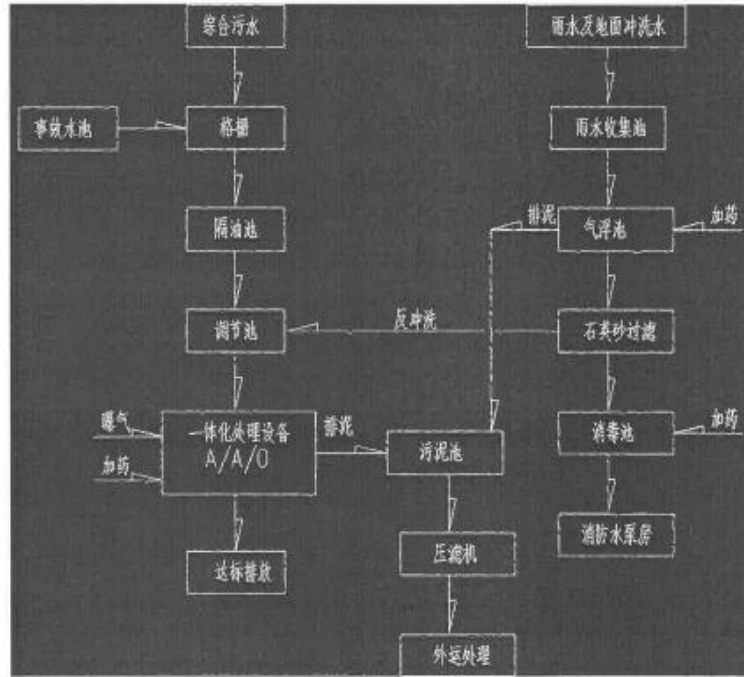 综合污水
雨水及地面冲洗水
事故水池
格栅
雨水收集池
隔油池
排泥
气浮池
加药
调节池
反冲洗
石英砂过滤
曝气
一体化处理设备
A/A/O
加药
排泥
污泥池
消毒池
加药
达标排放
压滤机
消防水泵房
外运处理